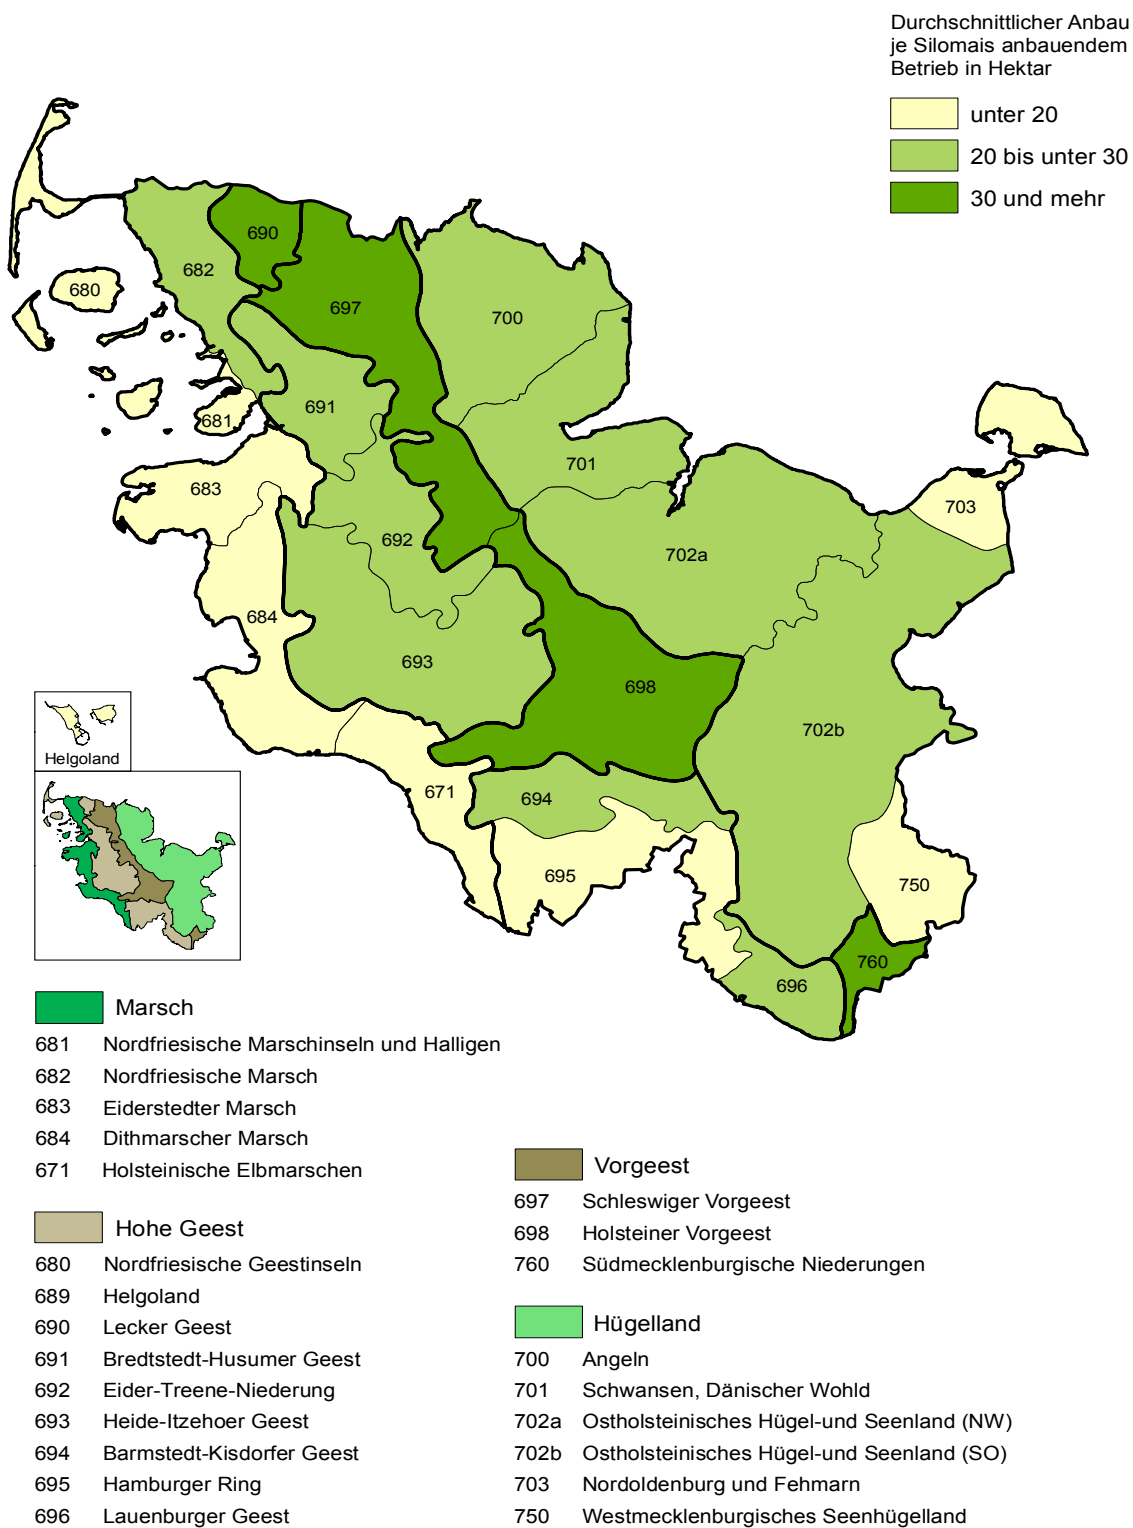 Durchschnittlicher Anbau
je Silomais anbauendem
Betrieb in Hektar
unter 20
20 bis unter 30
30 und mehr
690
682
680
697
700
691
681
701
683
703
692
702a
684
693
698
702b
Helgoland
671
694
695
750
760
696
Marsch
681 Nordfriesische Marschinseln und Halligen
682 Nordfriesische Marsch
683 Eiderstedter Marsch
684 Dithmarscher Marsch
671 Holsteinische Elbmarschen
Hohe Geest
680 Nordfriesische Geestinseln
689 Helgoland
690 Lecker Geest
691 Bredtstedt-Husumer Geest
692 Eider-Treene-Niederung
693 Heide-Itzehoer Geest
694 Barmstedt-Kisdorfer Geest
695 Hamburger Ring
696 Lauenburger Geest
Vorgeest
697 Schleswiger Vorgeest
698 Holsteiner Vorgeest
760 Südmecklenburgische Niederungen
Hügelland
700 Angeln
701 Schwansen, Dänischer Wohld
702a Ostholsteinisches Hügel-und Seenland (NW)
702b Ostholsteinisches Hügel-und Seenland (SO)
703 Nordoldenburg und Fehmarn
750 Westmecklenburgisches Seenhügelland